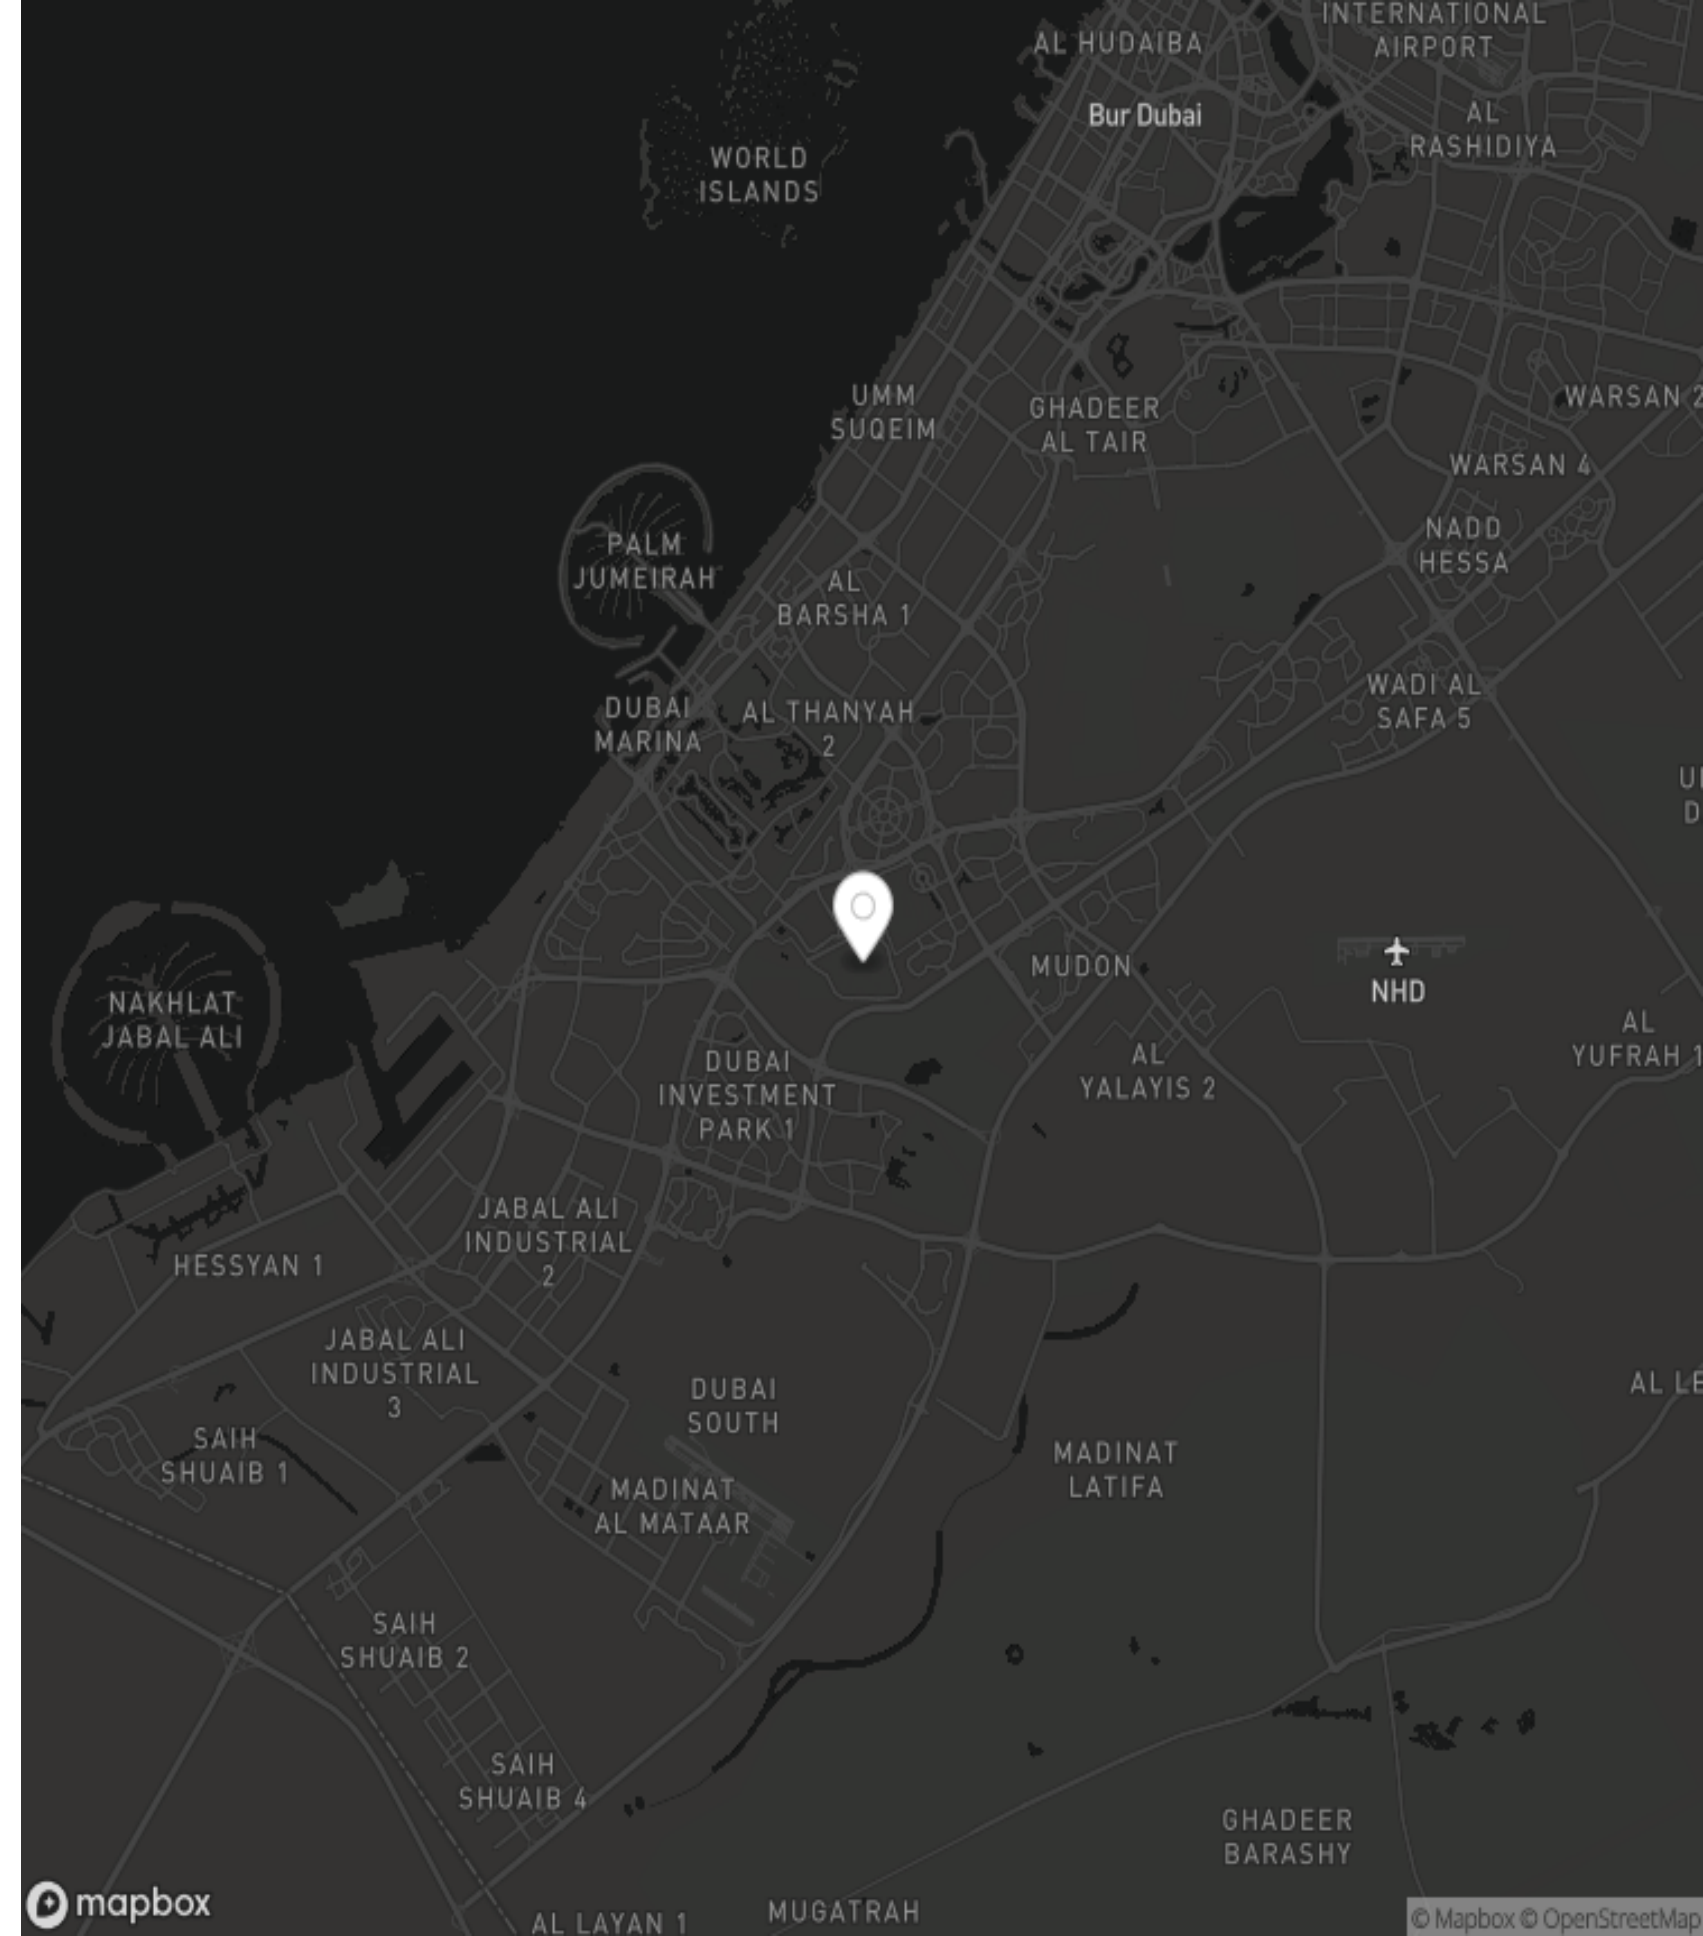 INTERNATIONAL
AIRPORT
AL HUDAIBA
Bur Dubai
AL
RASHIDIYA
WORLD
ISLANDS
UMM
SUQEIM
GHADEER
AL TAIR
WARSAN 2
WARSAN 4
NADD
HESSA
PALM
JUMEIRAH
AL
BARSHA 1
WADI AL
SAFA 5
DUBAI
MARINA
AL THANYAH
2
MUDON
NHD
NAKHLAT
JABAL ALI
AL
YUFRAH 1
DUBAI
INVESTMENT
PARK 1
AL
YALAYIS 2
JABAL ALI
INDUSTRIAL
2
HESSYAN 1
JABAL ALI
INDUSTRIAL
3
DUBAI
SOUTH
AL LE
SAIH
SHUAIB 1
MADINAT
LATIFA
MADINAT
AL MATAAR
SAIH
SHUAIB 2
SAIH
SHUAIB 4
GHADEER
BARASHY
mapbox
MUGATRAH
AL LAYAN 1
© Mapbox © OpenStreetMap